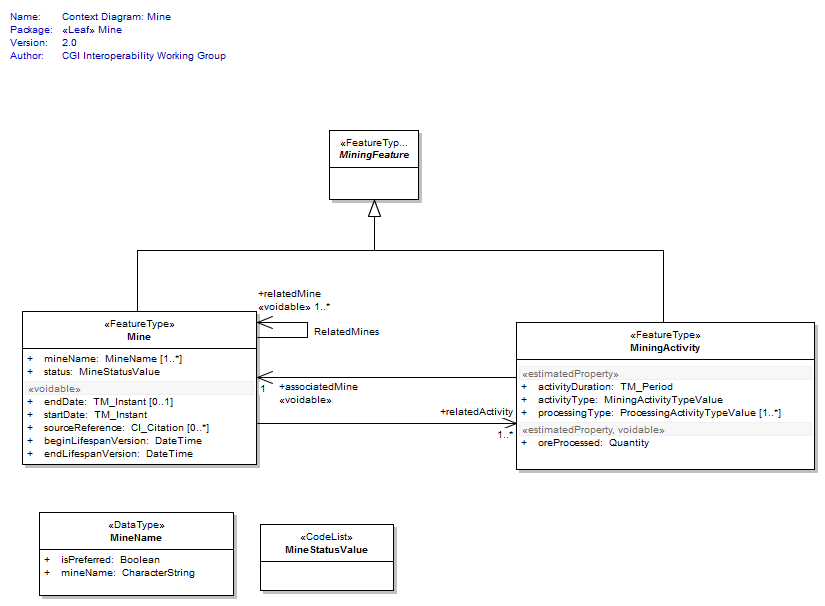 Name: Context Diagram: Mine
Package: «Leaf» Mine
Version: 2.0
Author: CGI Interoperability Working Group
«FeatureTyp...
MiningFeature
+relatedMine
«voidable» 1..*
RelatedMines
«FeatureType»
Mine
+ mineName: MineName [1..*]
+ status: MineStatusValue
«voidable»
+ endDate: TM_Instant [0..1]
+ startDate: TM_Instant
+ sourceReference: CI_Citation [0..*]
+ beginLifespanVersion: DateTime
+ endLifespanVersion: DateTime
1 +associatedMine
«voidable»
+relatedActivity
1..*
«FeatureType»
MiningActivity
«estimatedProperty»
+ activityDuration: TM_Period
+ activityType: MiningActivityTypeValue
+ processingType: ProcessingActivityTypeValue [1..*]
«estimatedProperty, voidable»
+ oreProcessed: Quantity
«DataType»
MineName
+ isPreferred: Boolean
+ mineName: CharacterString
«CodeList»
MineStatusValue